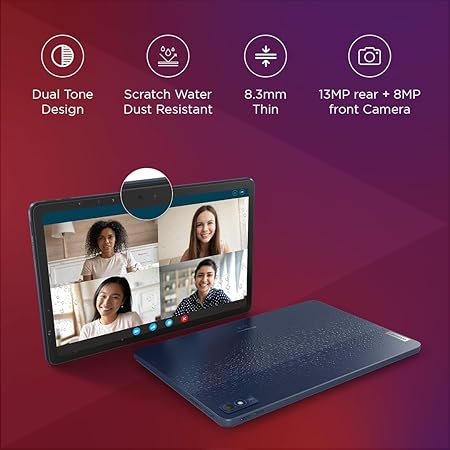 Dual Tone
Design
Scratch Water
Dust Resistant
8.3mm
Thin
13MP rear + 8MP
front Camera